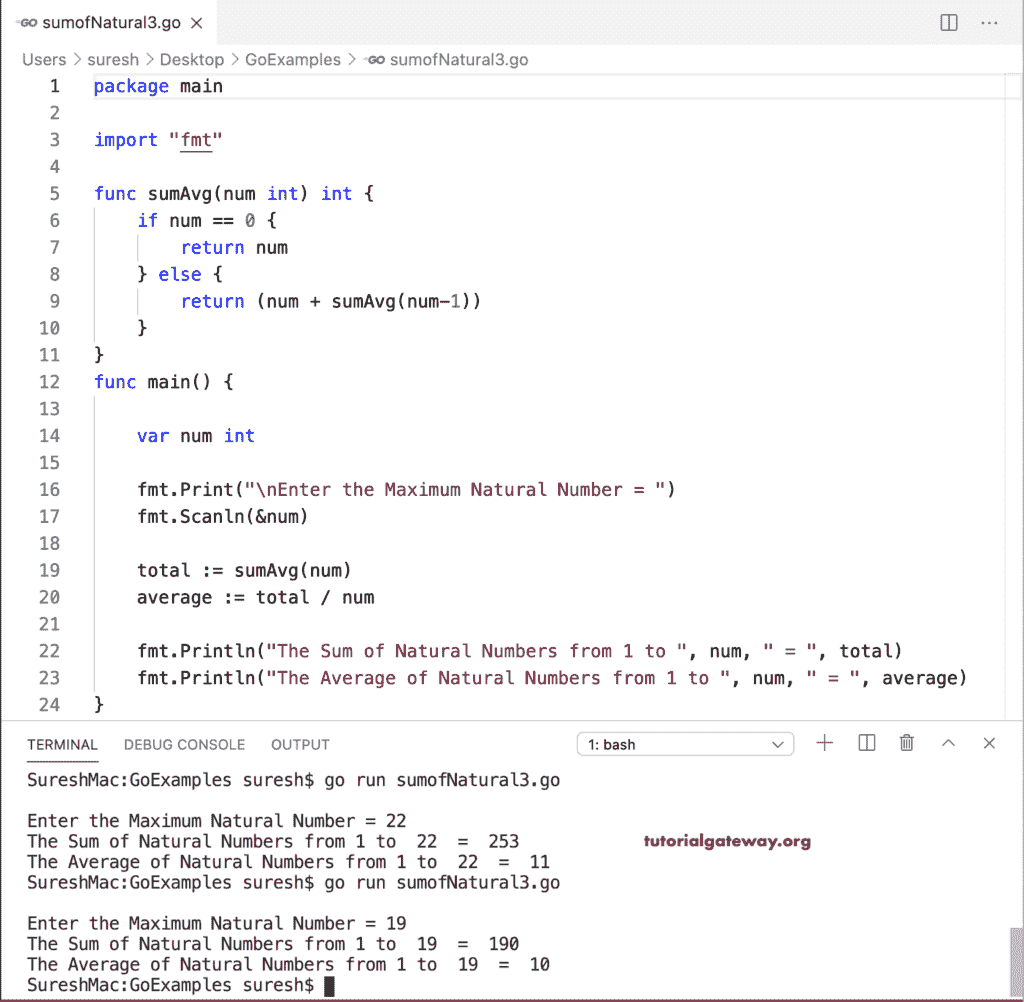 GO sumofNatural3.go ×
Users > suresh > Desktop > GoExamples > GO sumofNatural3.go
1 package main
2
3 import "fmt"
4
5 func sumAvg(num int) int {
6     if num == 0 {
7         return num
8     } else {
9         return (num + sumAvg(num-1))
10     }
11 }
12 func main() {
13
14     var num int
15
16     fmt.Print("\nEnter the Maximum Natural Number = ")
17     fmt.Scanln(&num)
18
19     total := sumAvg(num)
20     average := total / num
21
22     fmt.Println("The Sum of Natural Numbers from 1 to ", num, " = ", total)
23     fmt.Println("The Average of Natural Numbers from 1 to ", num, " = ", average)
24 }
TERMINAL DEBUG CONSOLE OUTPUT 1: bash
SureshMac:GoExamples suresh$ go run sumofNatural3.go

Enter the Maximum Natural Number = 22
The Sum of Natural Numbers from 1 to  22  =  253
tutorialgateway.org
The Average of Natural Numbers from 1 to  22  =  11
SureshMac:GoExamples suresh$ go run sumofNatural3.go

Enter the Maximum Natural Number = 19
The Sum of Natural Numbers from 1 to  19  =  190
The Average of Natural Numbers from 1 to  19  =  10
SureshMac:GoExamples suresh$